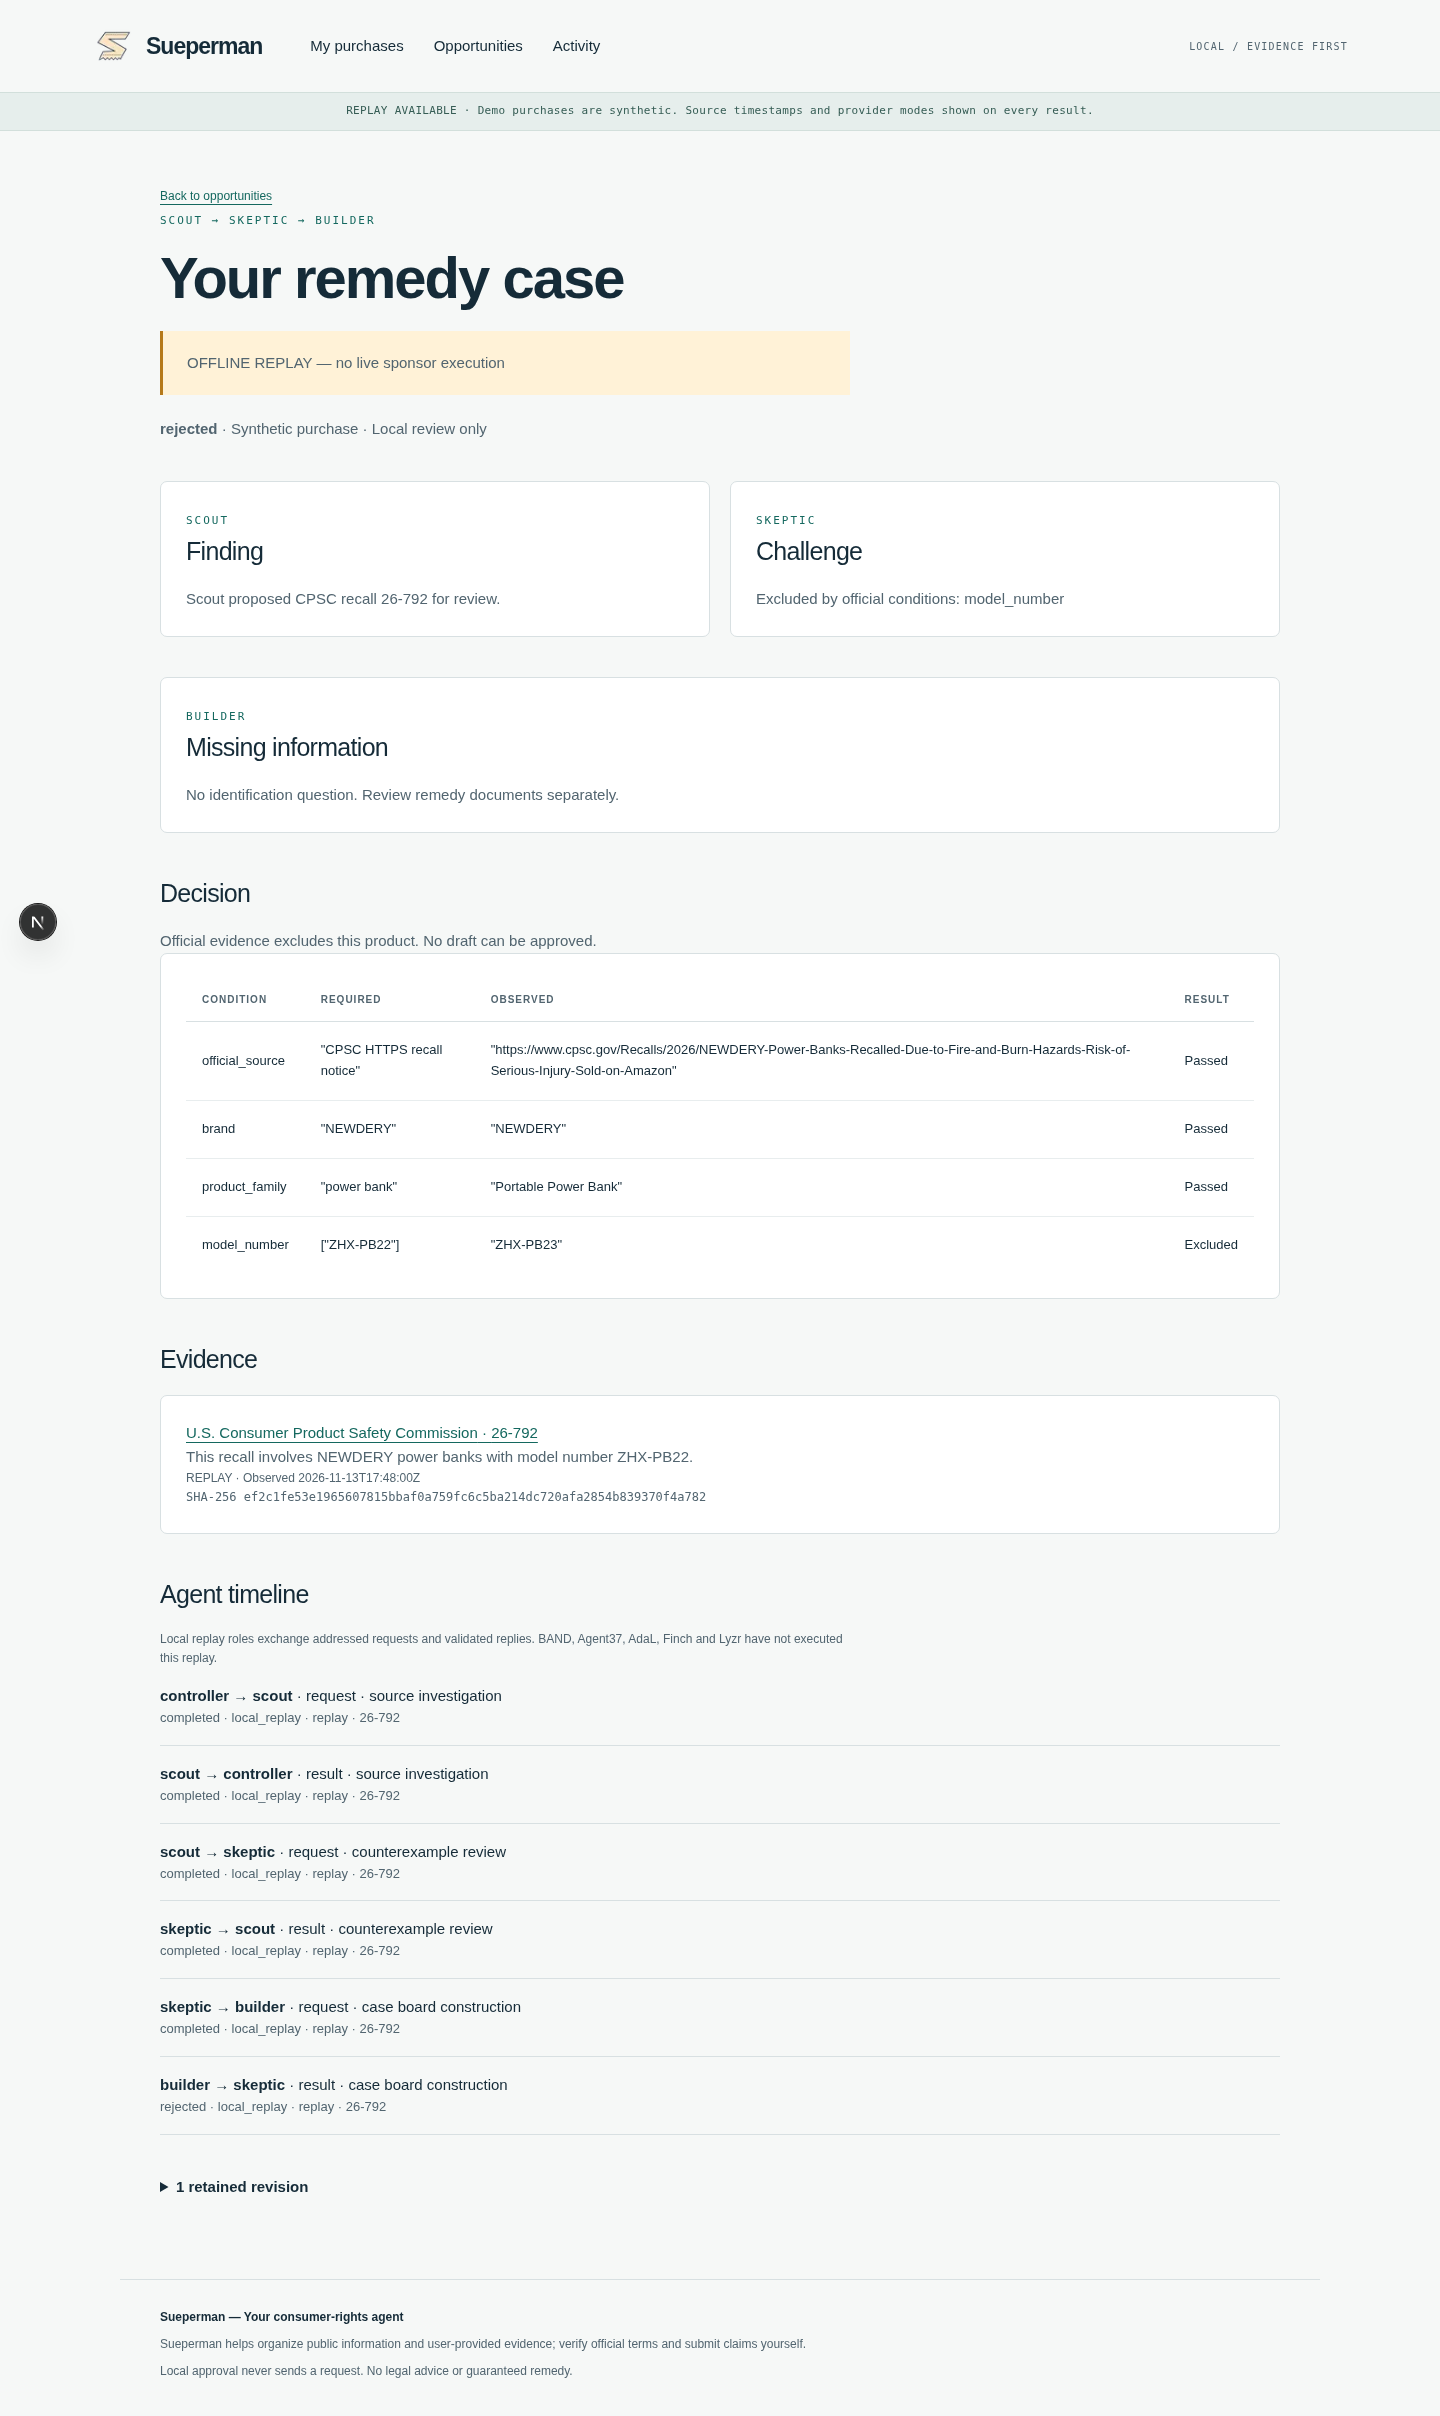 Sueperman
My purchases
Opportunities
Activity
LOCAL / EVIDENCE FIRST
REPLAY AVAILABLE · Demo purchases are synthetic. Source timestamps and provider modes shown on every result.
Back to opportunities
SCOUT → SKEPTIC → BUILDER
Your remedy case
OFFLINE REPLAY — no live sponsor execution
rejected · Synthetic purchase · Local review only
SCOUT
Finding
Scout proposed CPSC recall 26-792 for review.
SKEPTIC
Challenge
Excluded by official conditions: model_number
BUILDER
Missing information
No identification question. Review remedy documents separately.
Decision
Official evidence excludes this product. No draft can be approved.
CONDITION REQUIRED OBSERVED RESULT
official_source "CPSC HTTPS recall notice" "https://www.cpsc.gov/Recalls/2026/NEWDERY-Power-Banks-Recalled-Due-to-Fire-and-Burn-Hazards-Risk-of-Serious-Injury-Sold-on-Amazon" Passed
brand "NEWDERY" "NEWDERY" Passed
product_family "power bank" "Portable Power Bank" Passed
model_number ["ZHX-PB22"] "ZHX-PB23" Excluded
Evidence
U.S. Consumer Product Safety Commission · 26-792
This recall involves NEWDERY power banks with model number ZHX-PB22.
REPLAY · Observed 2026-11-13T17:48:00Z
SHA-256 ef2c1fe53e1965607815bbaf0a759fc6c5ba214dc720afa2854b839370f4a782
Agent timeline
Local replay roles exchange addressed requests and validated replies. BAND, Agent37, AdaL, Finch and Lyzr have not executed
this replay.
controller → scout · request · source investigation
completed · local_replay · replay · 26-792
scout → controller · result · source investigation
completed · local_replay · replay · 26-792
scout → skeptic · request · counterexample review
completed · local_replay · replay · 26-792
skeptic → scout · result · counterexample review
completed · local_replay · replay · 26-792
skeptic → builder · request · case board construction
completed · local_replay · replay · 26-792
builder → skeptic · result · case board construction
rejected · local_replay · replay · 26-792
1 retained revision
Sueperman — Your consumer-rights agent
Sueperman helps organize public information and user-provided evidence; verify official terms and submit claims yourself.
Local approval never sends a request. No legal advice or guaranteed remedy.